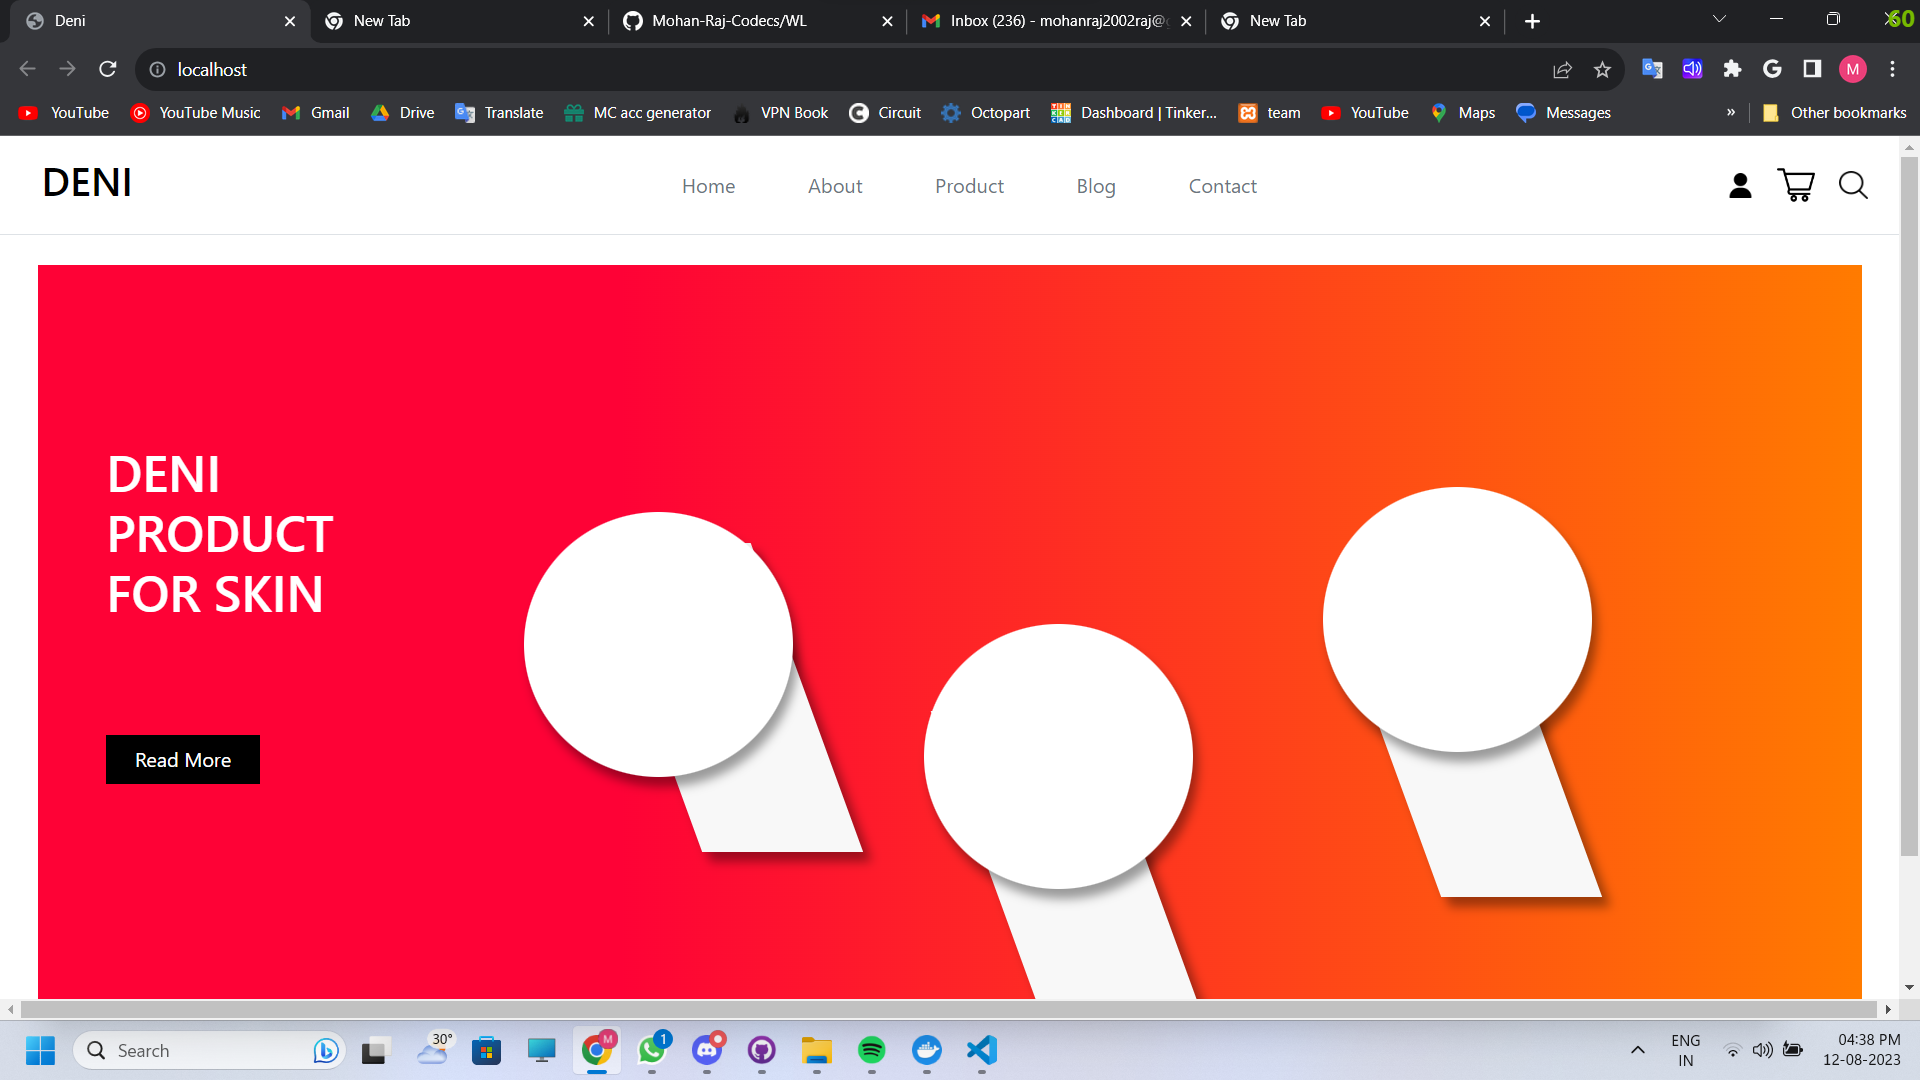 Deni
New Tab
Mohan-Raj-Codecs/WL
Inbox (236) - mohanraj2002raj@
New Tab
60
localhost
M
YouTube
YouTube Music
Gmail
Drive
Translate
MC acc generator
VPN Book
Circuit
Octopart
Dashboard | Tinker...
team
YouTube
Maps
Messages
»
Other bookmarks
DENI
Home
About
Product
Blog
Contact
DENI
PRODUCT
FOR SKIN
Read More
Search
30°
M
1
ENG
IN
04:38 PM
12-08-2023